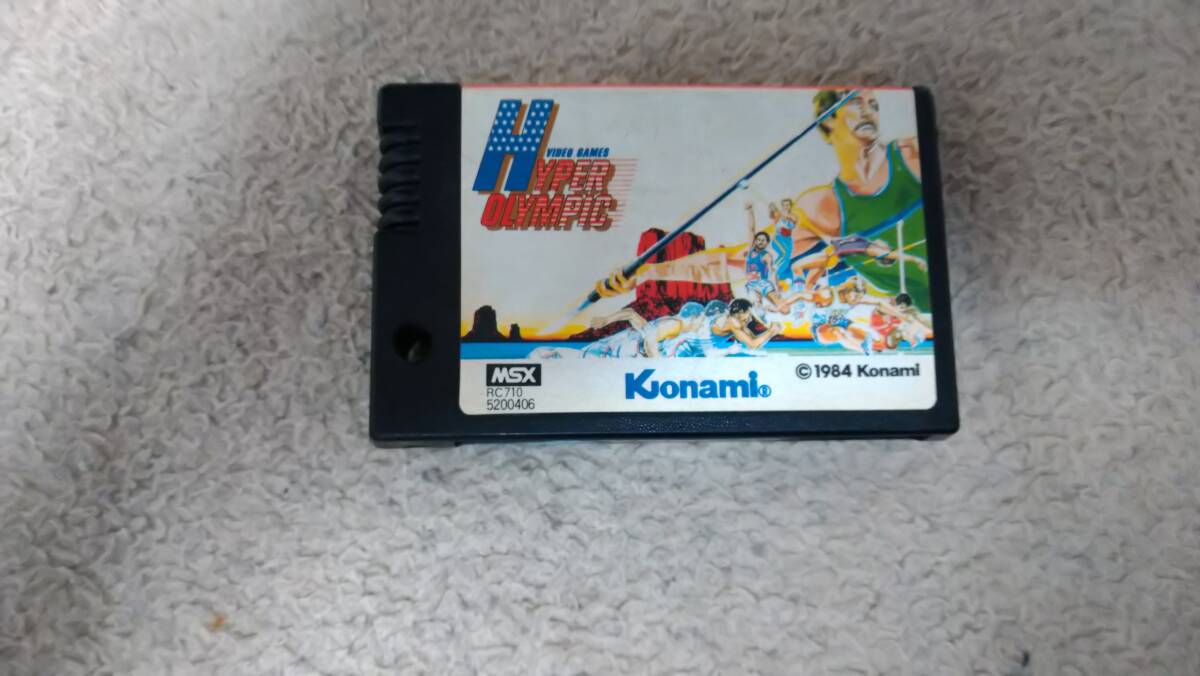 VIDEO GAMES
HYPER
OLYMPIC
MSX
RC710
5200406
Konami®
©1984 Konami